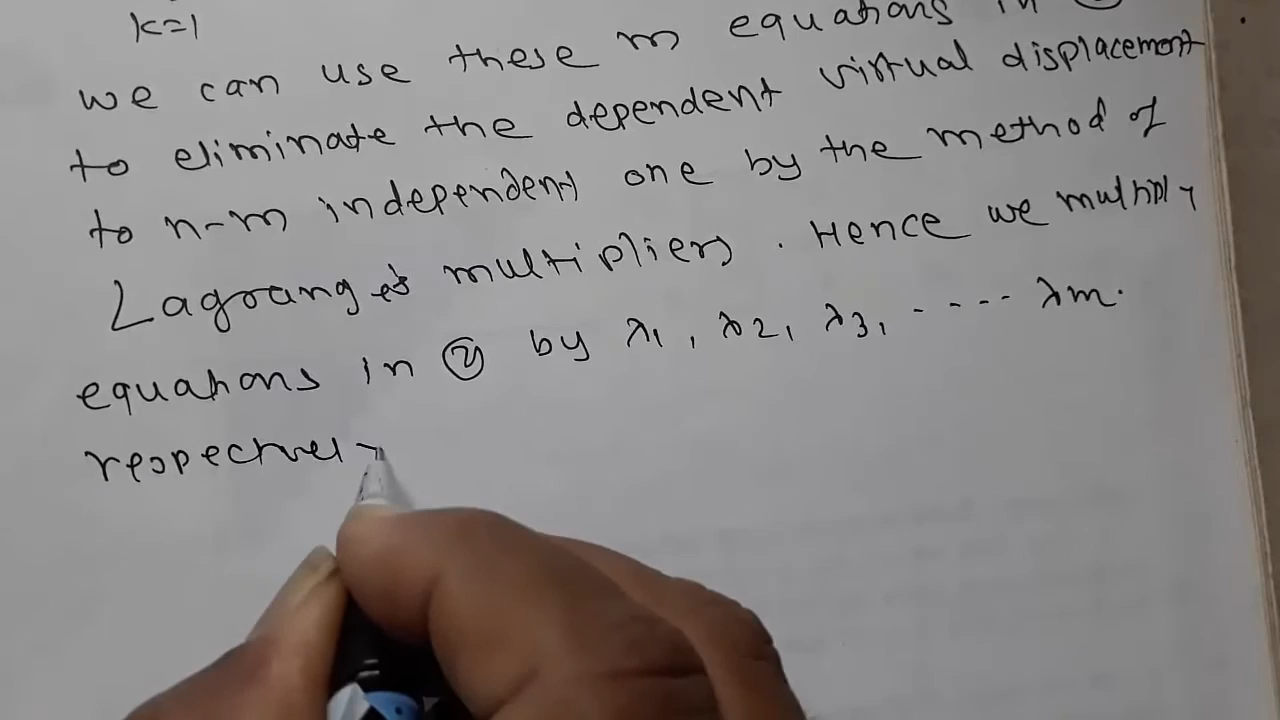 k=1
we can use these m equations in
to eliminate the dependent virtual displacement
to n-m independent one by the method of
Lagrange's multipliers. Hence we multiply
equations in ② by λ1, λ2, λ3, ---- λm.
respectively